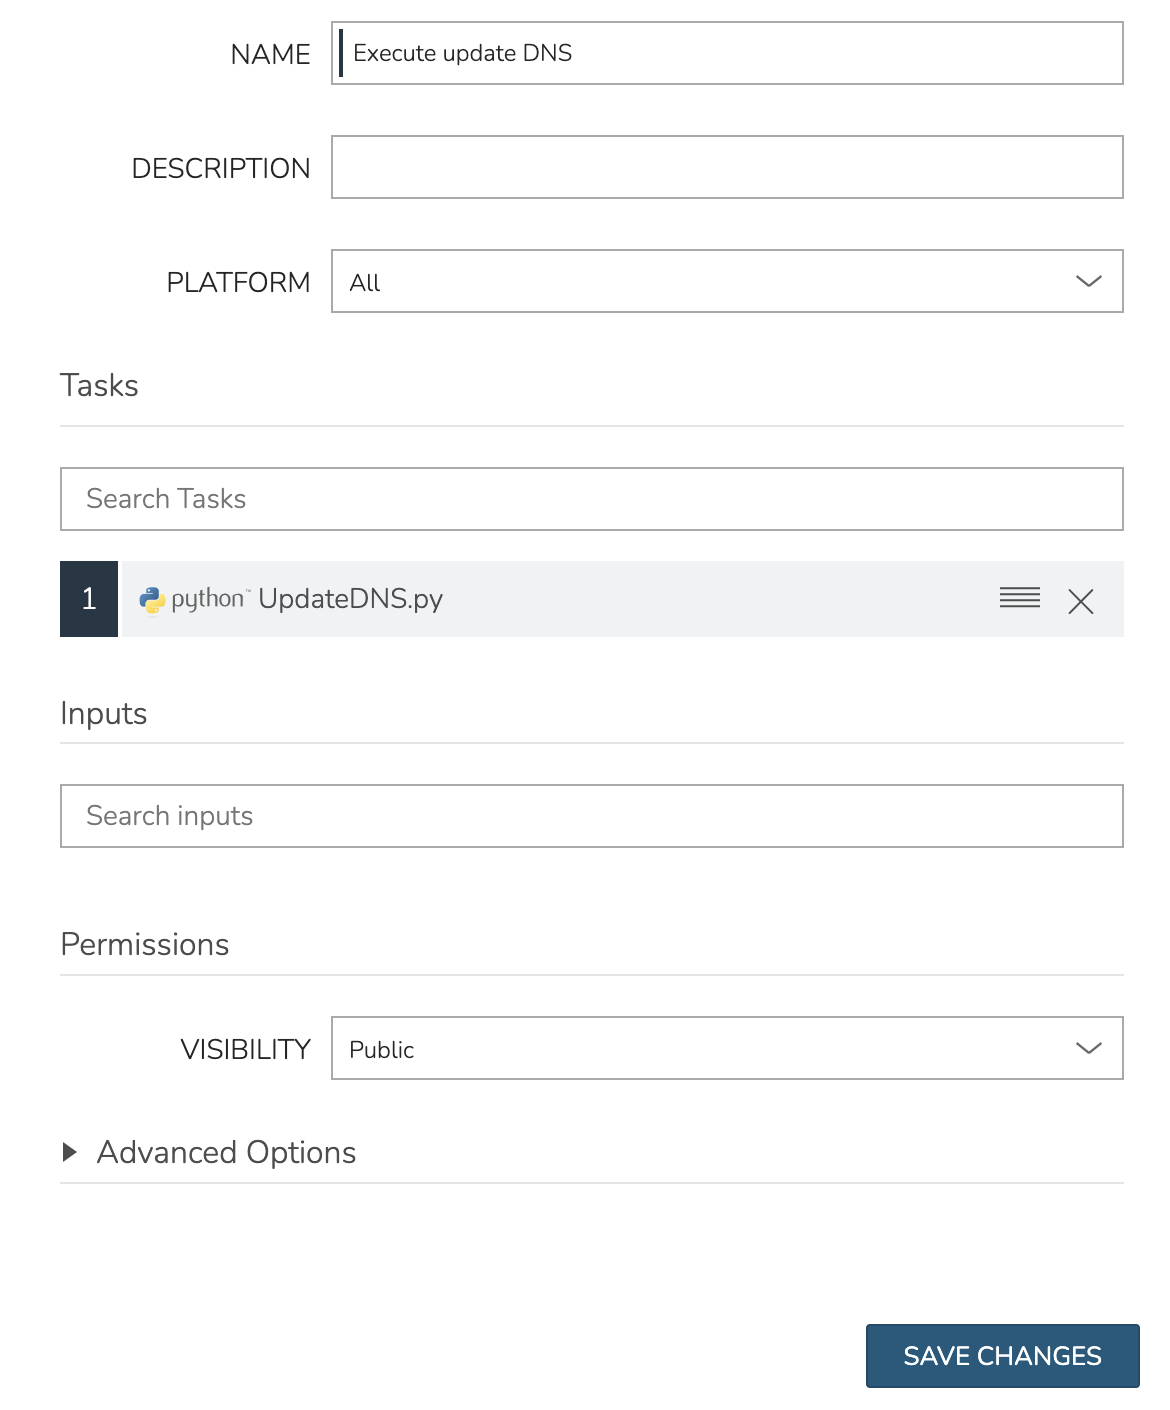 NAME Execute update DNS
DESCRIPTION
PLATFORM All
Tasks
Search Tasks
1 python™ UpdateDNS.py
Inputs
Search inputs
Permissions
VISIBILITY Public
Advanced Options
SAVE CHANGES